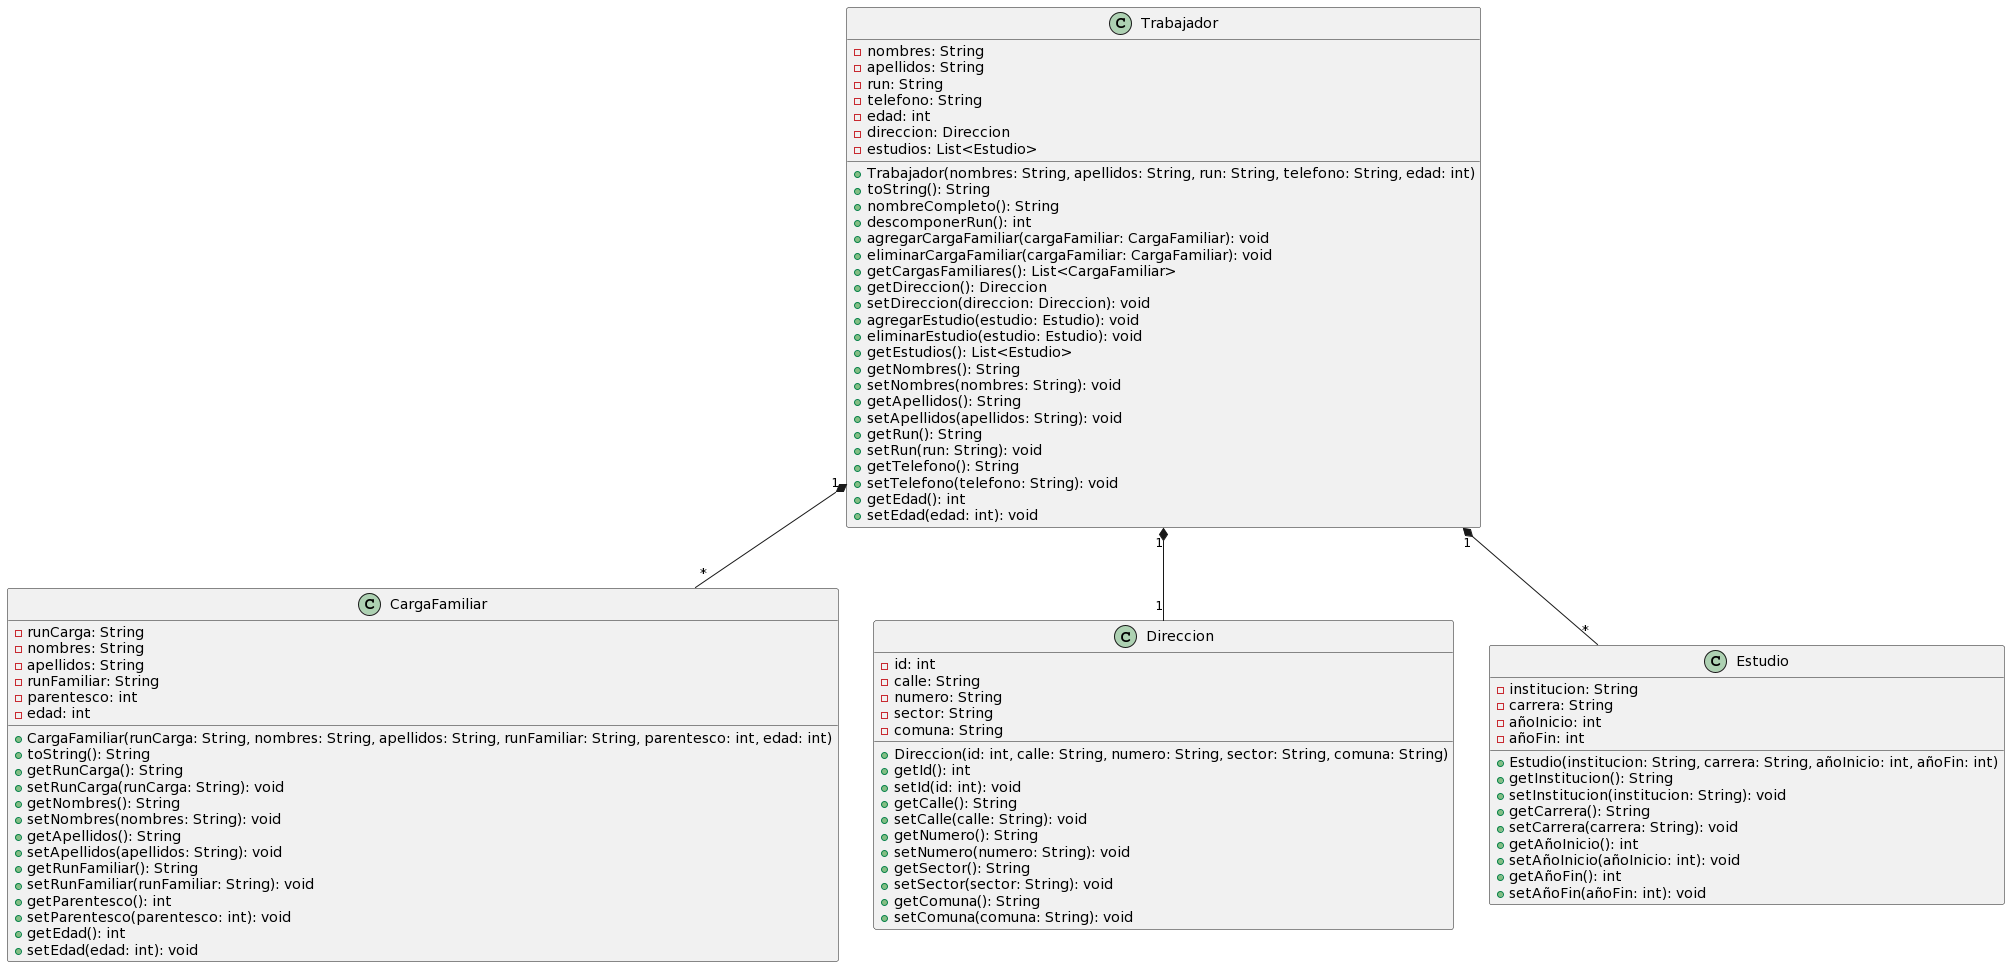 C Trabajador
nombres: String
apellidos: String
run: String
telefono: String
edad: int
direccion: Direccion
estudios: List<Estudio>
Trabajador(nombres: String, apellidos: String, run: String, telefono: String, edad: int)
toString(): String
nombreCompleto(): String
descomponerRun(): int
agregarCargaFamiliar(cargaFamiliar: CargaFamiliar): void
eliminarCargaFamiliar(cargaFamiliar: CargaFamiliar): void
getCargasFamiliares(): List<CargaFamiliar>
getDireccion(): Direccion
setDireccion(direccion: Direccion): void
agregarEstudio(estudio: Estudio): void
eliminarEstudio(estudio: Estudio): void
getEstudios(): List<Estudio>
getNombres(): String
setNombres(nombres: String): void
getApellidos(): String
setApellidos(apellidos: String): void
getRun(): String
setRun(run: String): void
getTelefono(): String
setTelefono(telefono: String): void
getEdad(): int
setEdad(edad: int): void
1
*
1
1
1
*
C CargaFamiliar
runCarga: String
nombres: String
apellidos: String
runFamiliar: String
parentesco: int
edad: int
CargaFamiliar(runCarga: String, nombres: String, apellidos: String, runFamiliar: String, parentesco: int, edad: int)
toString(): String
getRunCarga(): String
setRunCarga(runCarga: String): void
getNombres(): String
setNombres(nombres: String): void
getApellidos(): String
setApellidos(apellidos: String): void
getRunFamiliar(): String
setRunFamiliar(runFamiliar: String): void
getParentesco(): int
setParentesco(parentesco: int): void
getEdad(): int
setEdad(edad: int): void
C Direccion
id: int
calle: String
numero: String
sector: String
comuna: String
Direccion(id: int, calle: String, numero: String, sector: String, comuna: String)
getId(): int
setId(id: int): void
getCalle(): String
setCalle(calle: String): void
getNumero(): String
setNumero(numero: String): void
getSector(): String
setSector(sector: String): void
getComuna(): String
setComuna(comuna: String): void
C Estudio
institucion: String
carrera: String
añoInicio: int
añoFin: int
Estudio(institucion: String, carrera: String, añoInicio: int, añoFin: int)
getInstitucion(): String
setInstitucion(institucion: String): void
getCarrera(): String
setCarrera(carrera: String): void
getAñoInicio(): int
setAñoInicio(añoInicio: int): void
getAñoFin(): int
setAñoFin(añoFin: int): void